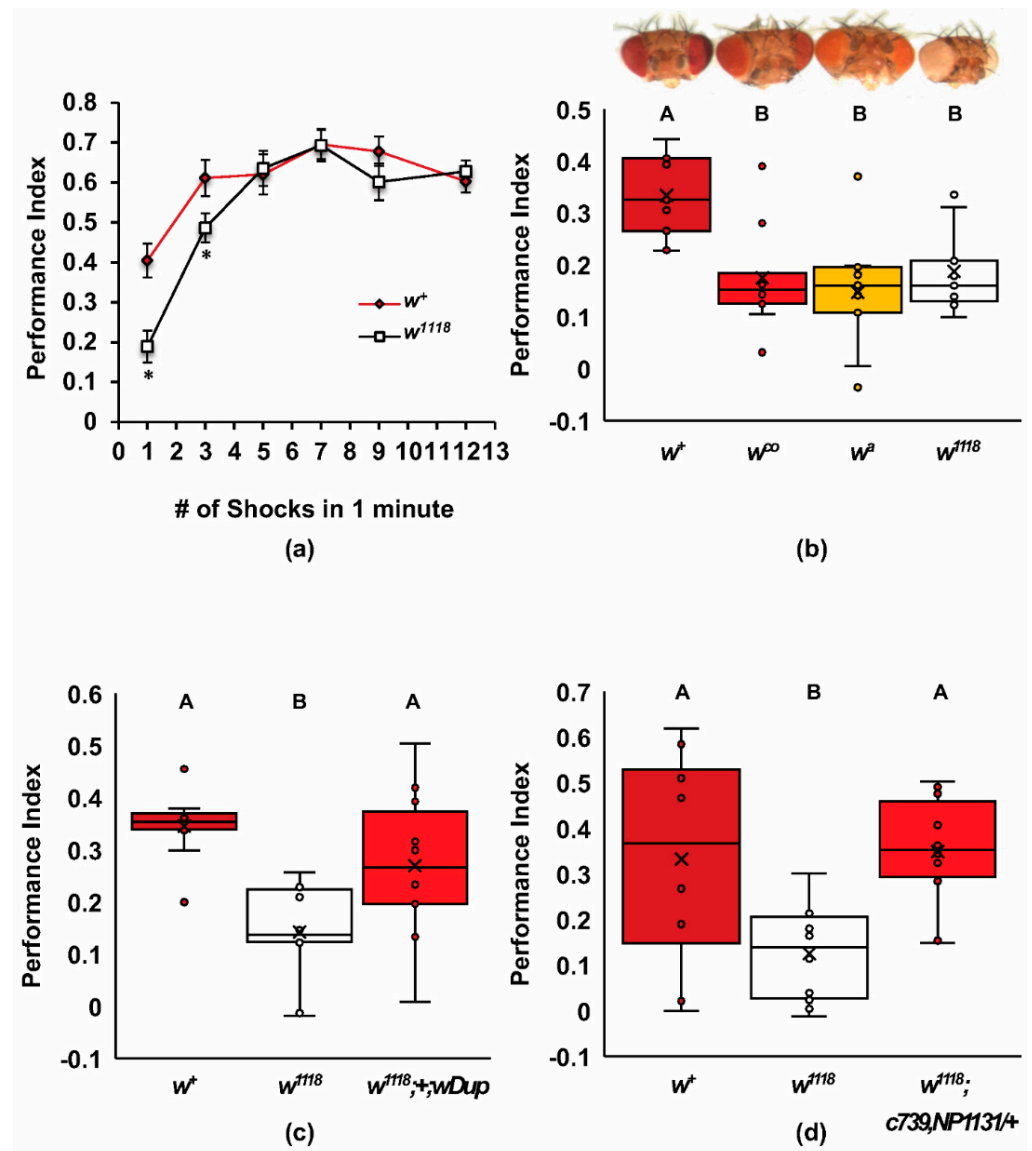 Performance Index
0.8
0.7
0.6
0.5
0.4
0.3
0.2
0.1
0
*
*
w+
w1118
0 1 2 3 4 5 6 7 8 9 10 11 12 13
# of Shocks in 1 minute
(a)
Performance Index
0.5
0.4
0.3
0.2
0.1
0
-0.1
A B B B
w+ wco wa w1118
(b)
Performance Index
0.6
0.5
0.4
0.3
0.2
0.1
0
-0.1
A B A
w+ w1118 w1118;+;wDup
(c)
Performance Index
0.7
0.6
0.5
0.4
0.3
0.2
0.1
0
-0.1
A B A
w+ w1118 w1118;
c739,NP1131/+
(d)